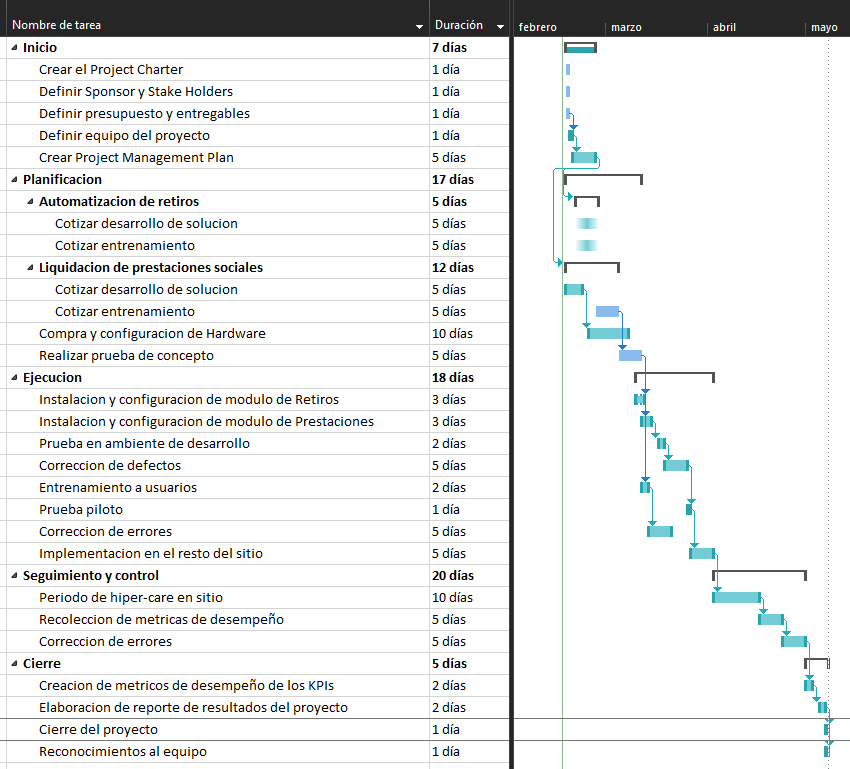 Nombre de tarea Duración febrero marzo abril mayo
Inicio 7 días
Crear el Project Charter 1 día
Definir Sponsor y Stake Holders 1 día
Definir presupuesto y entregables 1 día
Definir equipo del proyecto 1 día
Crear Project Management Plan 5 días
Planificacion 17 días
Automatizacion de retiros 5 días
Cotizar desarrollo de solucion 5 días
Cotizar entrenamiento 5 días
Liquidacion de prestaciones sociales 12 días
Cotizar desarrollo de solucion 5 días
Cotizar entrenamiento 5 días
Compra y configuracion de Hardware 10 días
Realizar prueba de concepto 5 días
Ejecucion 18 días
Instalacion y configuracion de modulo de Retiros 3 días
Instalacion y configuracion de modulo de Prestaciones 3 días
Prueba en ambiente de desarrollo 2 días
Correccion de defectos 5 días
Entrenamiento a usuarios 2 días
Prueba piloto 1 día
Correccion de errores 5 días
Implementacion en el resto del sitio 5 días
Seguimiento y control 20 días
Periodo de hiper-care en sitio 10 días
Recoleccion de metricas de desempeño 5 días
Correccion de errores 5 días
Cierre 5 días
Creacion de metricos de desempeño de los KPIs 2 días
Elaboracion de reporte de resultados del proyecto 2 días
Cierre del proyecto 1 día
Reconocimientos al equipo 1 día